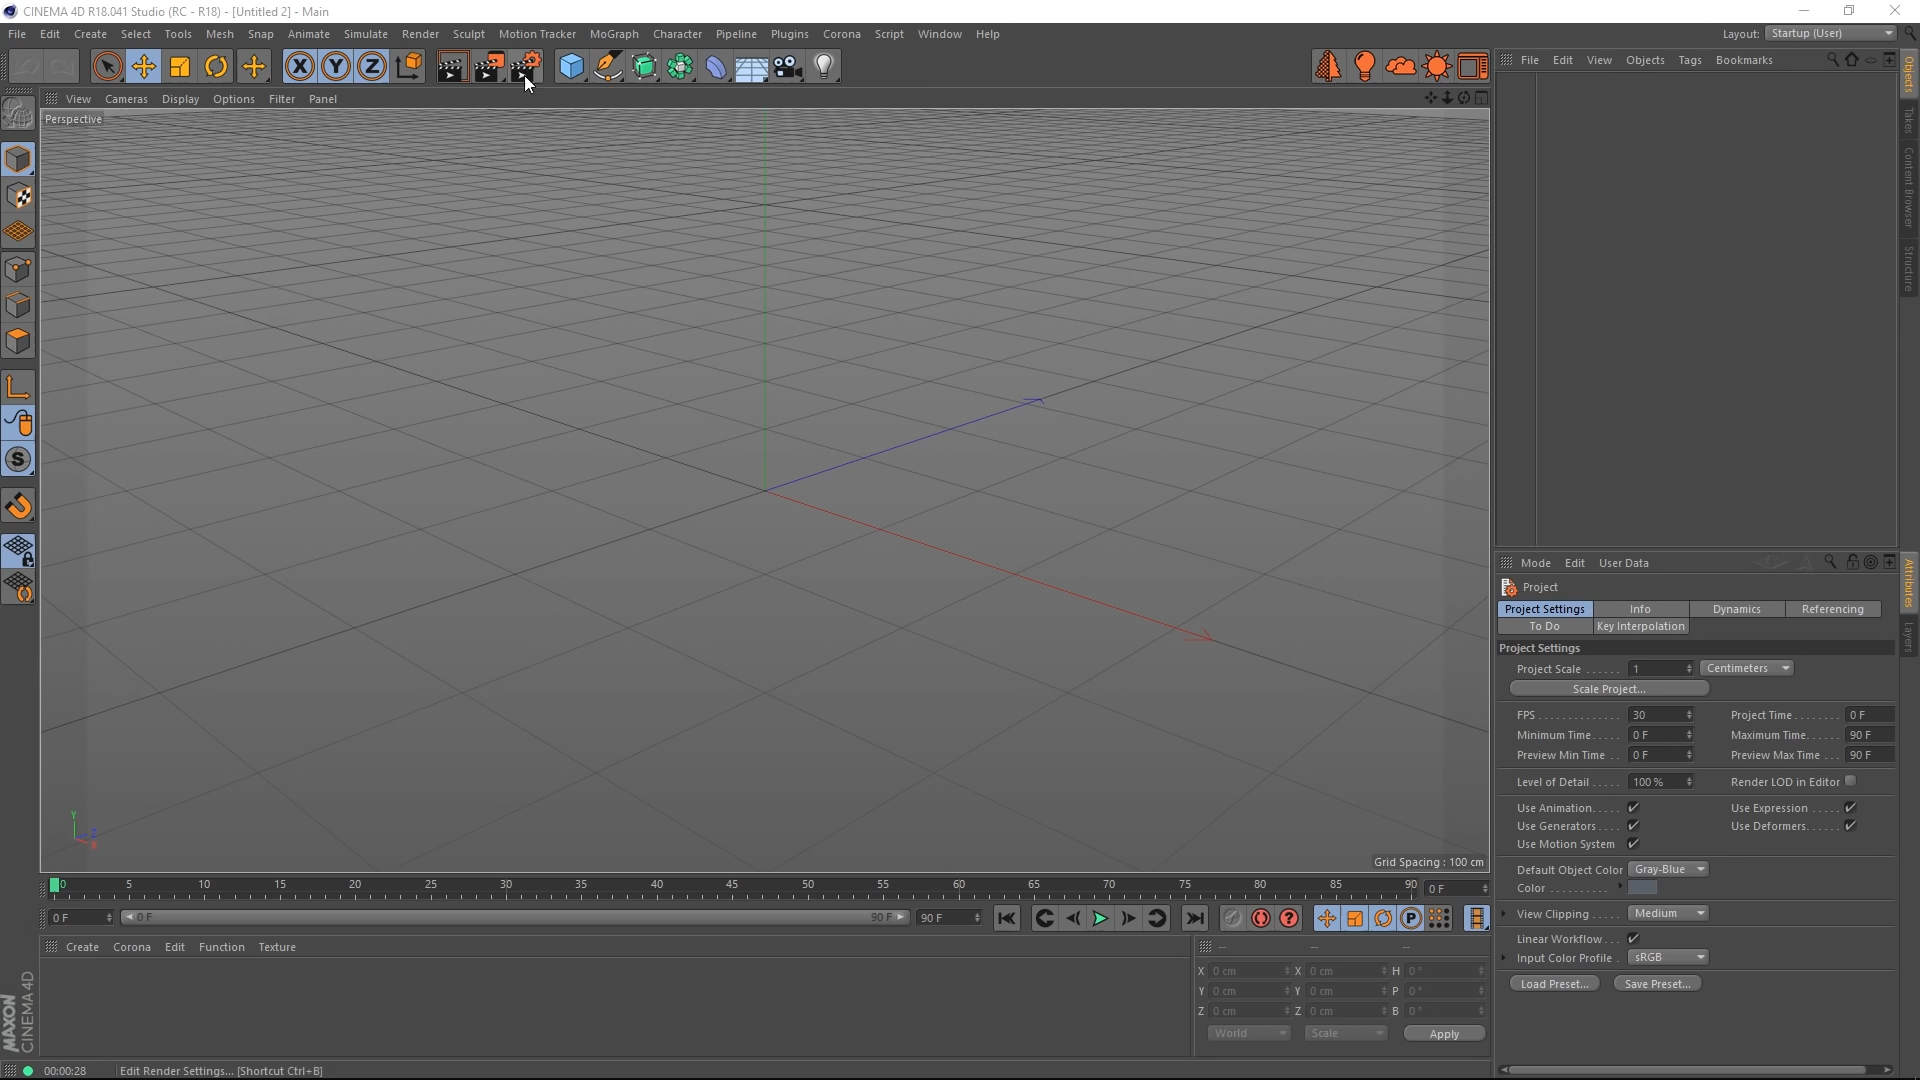 CINEMA 4D R18.041 Studio (RC - R18) - [Untitled 2] - Main
File Edit Create Select Tools Mesh Snap Animate Simulate Render Sculpt Motion Tracker MoGraph Character Pipeline Plugins Corona Script Window Help Layout: Startup (User)
X Y Z
File Edit View Objects Tags Bookmarks
View Cameras Display Options Filter Panel
Perspective
Objects
Takes
Content Browser
Structure
Y
Z
X
S
P
Grid Spacing : 100 cm
Mode Edit User Data
Project
Project Settings Info Dynamics Referencing
To Do Key Interpolation
Attributes
Layers
Project Settings
Project Scale ...... 1 Centimeters
Scale Project...
FPS ............. 30 Project Time ........ 0 F
Minimum Time ..... 0 F Maximum Time ...... 90 F
Preview Min Time .. 0 F Preview Max Time ... 90 F
Level of Detail ..... 100 % Render LOD in Editor
Use Animation..... Use Expression .....
Use Generators .... Use Deformers......
Use Motion System
Default Object Color Gray-Blue
Color ..........
View Clipping ..... Medium
Linear Workflow ...
Input Color Profile . sRGB
Load Preset... Save Preset...
0 5 10 15 20 25 30 35 40 45 50 55 60 65 70 75 80 85 90 0 F
0 F 0 F 90 F 90 F
Create Corona Edit Function Texture
-- -- --
X 0 cm X 0 cm H 0 °
Y 0 cm Y 0 cm P 0 °
Z 0 cm Z 0 cm B 0 °
World Scale Apply
MAXON
CINEMA 4D
00:00:28 Edit Render Settings... [Shortcut Ctrl+B]